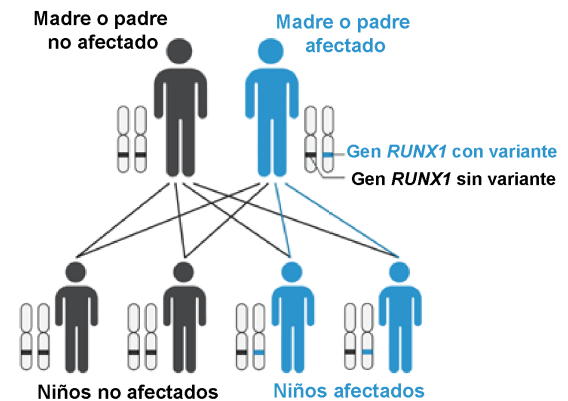 Madre o padre
no afectado
Madre o padre
afectado
Gen RUNX1 con variante
Gen RUNX1 sin variante
Niños no afectados
Niños afectados